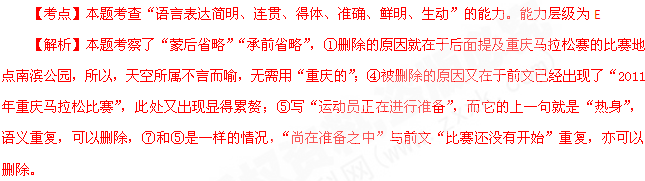 【考点】本题考查“语言表达简明、连贯、得体、准确、鲜明、生动”的能力。能力层级为 E
【解析】本题考察了“蒙后省略”“承前省略”，①删除的原因就在于后面提及重庆马拉松赛的比赛地
点南滨公园，所以，天空所属不言而喻，无需用“重庆的”；④被删除的原因又在于前文已经出现了“2011
年重庆马拉松比赛”，此处又出现显得累赘；⑤写“运动员正在进行准备”，而它的上一句就是“热身”，
语义重复，可以删除，⑦和⑤是一样的情况，“尚在准备之中”与前文“比赛还没有开始”重复，亦可以
删除。